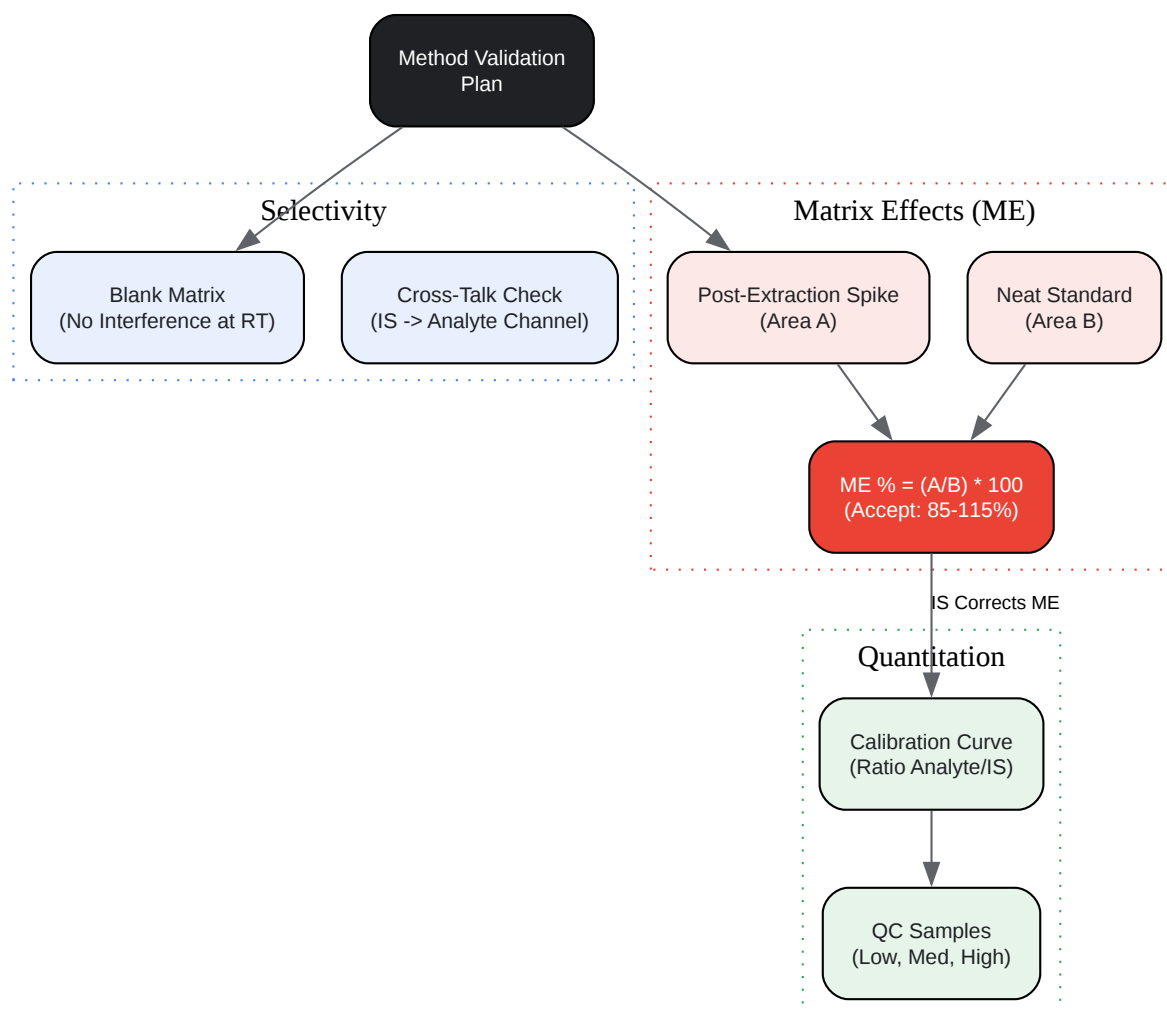 Method Validation
Plan
Selectivity
Matrix Effects (ME)
Blank Matrix
(No Interference at RT)
Cross-Talk Check
(IS -> Analyte Channel)
Post-Extraction Spike
(Area A)
Neat Standard
(Area B)
ME % = (A/B) * 100
(Accept: 85-115%)
IS Corrects ME
Quantitation
Calibration Curve
(Ratio Analyte/IS)
QC Samples
(Low, Med, High)